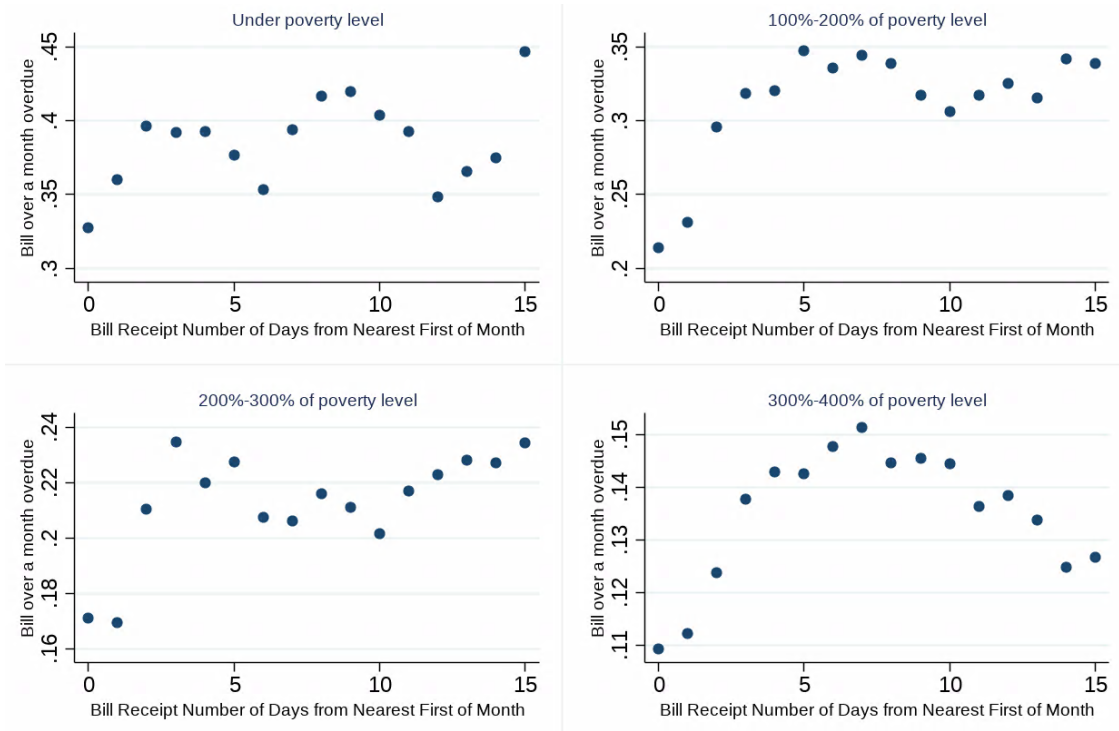 Under poverty level
Bill over a month overdue
.45
.4
.35
.3
0 5 10 15
Bill Receipt Number of Days from Nearest First of Month
100%-200% of poverty level
Bill over a month overdue
.35
.3
.25
.2
0 5 10 15
Bill Receipt Number of Days from Nearest First of Month
200%-300% of poverty level
Bill over a month overdue
.24
.22
.2
.18
.16
0 5 10 15
Bill Receipt Number of Days from Nearest First of Month
300%-400% of poverty level
Bill over a month overdue
.15
.14
.13
.12
.11
0 5 10 15
Bill Receipt Number of Days from Nearest First of Month